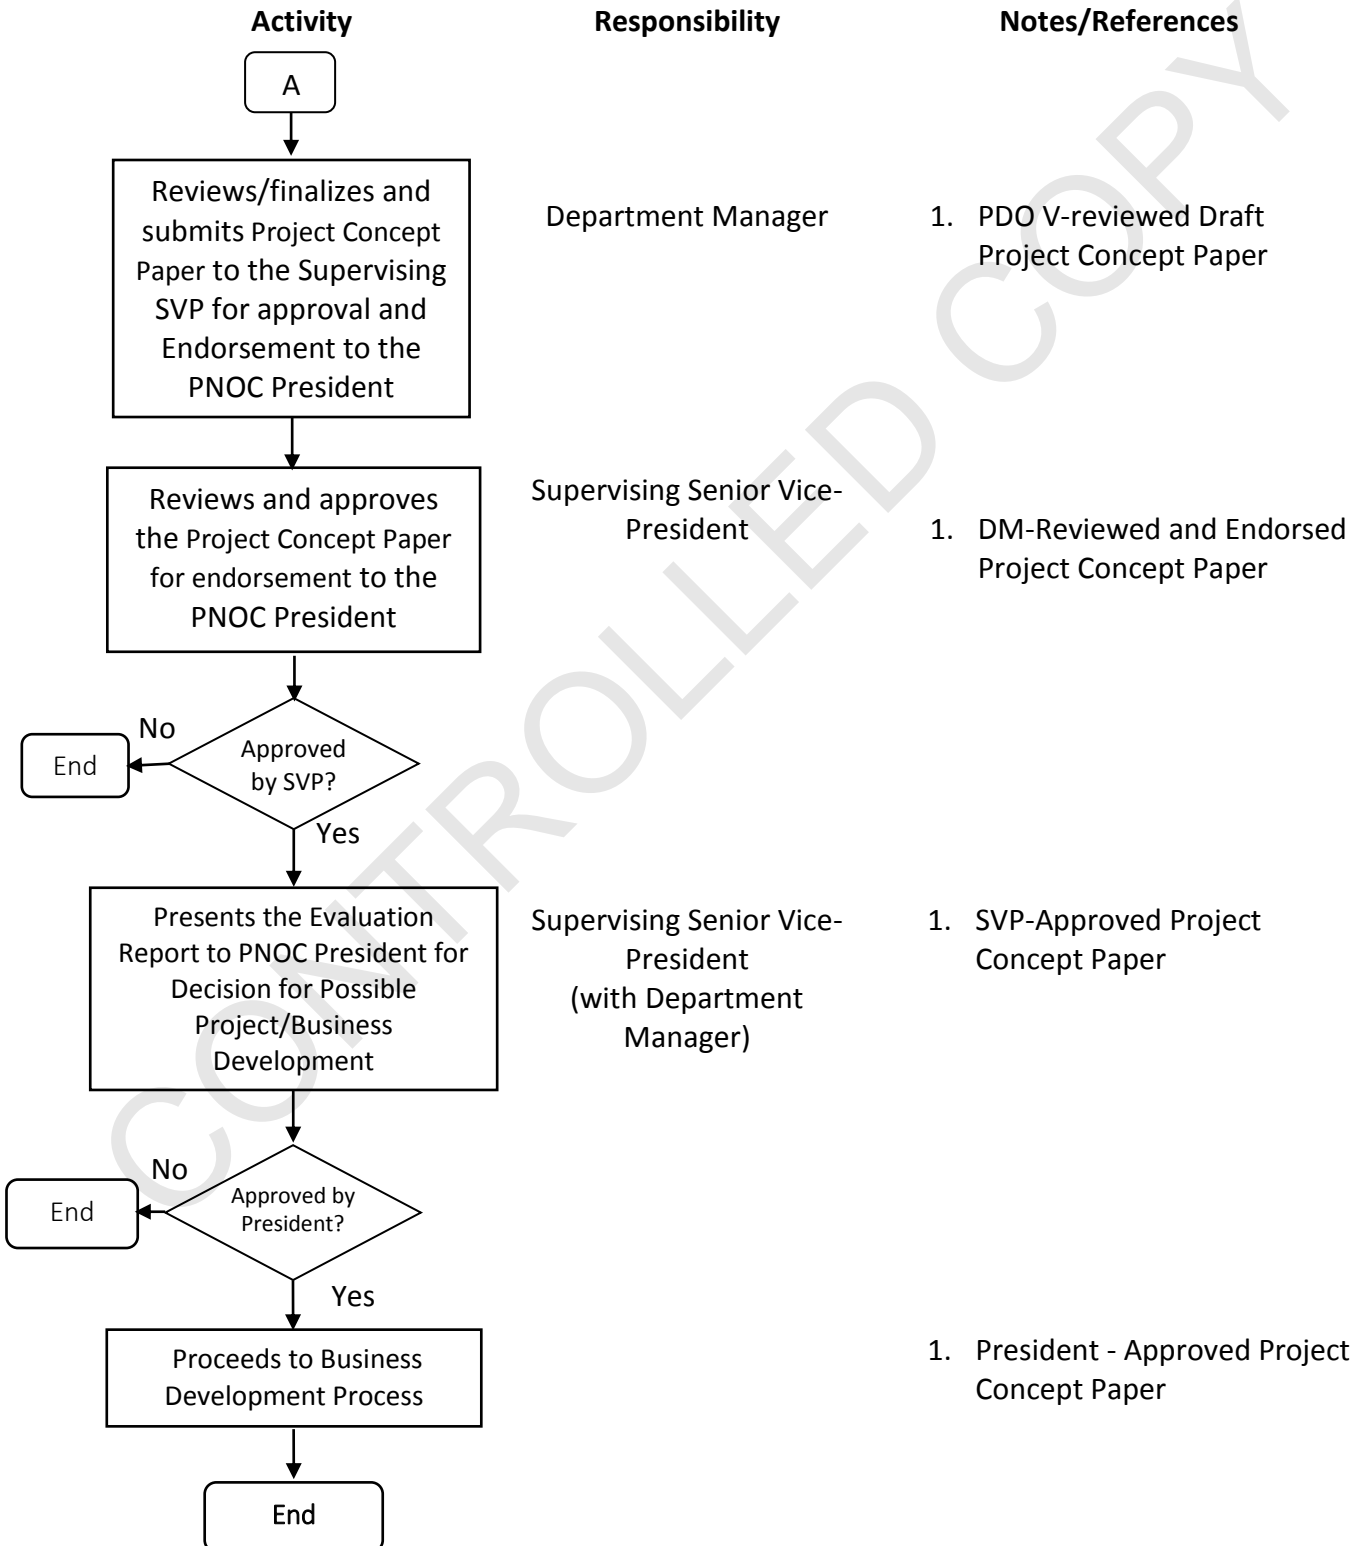 Activity
Responsibility
Notes/References
A
Reviews/finalizes and
submits Project Concept
Paper to the Supervising
SVP for approval and
Endorsement to the
PNOC President
Department Manager
1. PDO V-reviewed Draft
Project Concept Paper
Reviews and approves
the Project Concept Paper
for endorsement to the
PNOC President
Supervising Senior Vice-
President
1. DM-Reviewed and Endorsed
Project Concept Paper
Approved
by SVP?
No
End
Yes
Presents the Evaluation
Report to PNOC President for
Decision for Possible
Project/Business
Development
Supervising Senior Vice-
President
(with Department
Manager)
1. SVP-Approved Project
Concept Paper
Approved by
President?
No
End
Yes
Proceeds to Business
Development Process
1. President - Approved Project
Concept Paper
End
CONTROLLED COPY